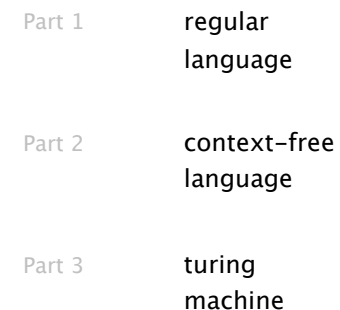 Part 1 regular
language
Part 2 context-free
language
Part 3 turing
machine